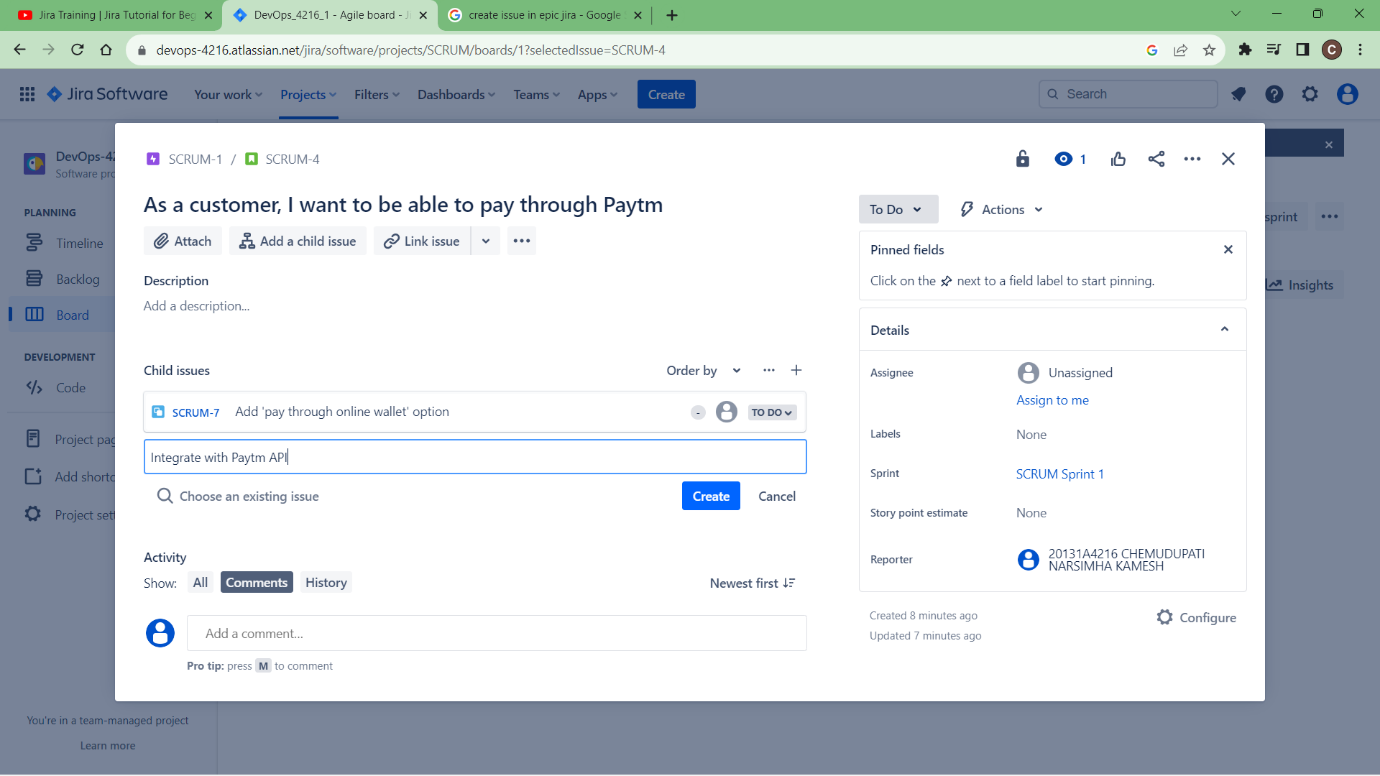 Jira Training | Jira Tutorial for Beg
DevOps_4216_1 - Agile board - Ji
create issue in epic jira - Google S
devops-4216.atlassian.net/jira/software/projects/SCRUM/boards/1?selectedIssue=SCRUM-4
C
Jira Software
Your work
Projects
Filters
Dashboards
Teams
Apps
Create
Search
DevOps-42
Software pro
PLANNING
Timeline
Backlog
Board
DEVELOPMENT
Code
Project pag
Add shortc
Project sett
You're in a team-managed project
Learn more
sprint
Insights
SCRUM-1 / SCRUM-4
1
As a customer, I want to be able to pay through Paytm
Attach
Add a child issue
Link issue
Description
Add a description...
Child issues
Order by
SCRUM-7 Add 'pay through online wallet' option - TO DO
Integrate with Paytm API
Choose an existing issue
Create
Cancel
Activity
Show: All Comments History
Newest first
Add a comment...
Pro tip: press M to comment
To Do
Actions
Pinned fields
Click on the next to a field label to start pinning.
Details
Assignee Unassigned
Assign to me
Labels None
Sprint SCRUM Sprint 1
Story point estimate None
Reporter 20131A4216 CHEMUDUPATI
NARSIMHA KAMESH
Created 8 minutes ago
Updated 7 minutes ago
Configure